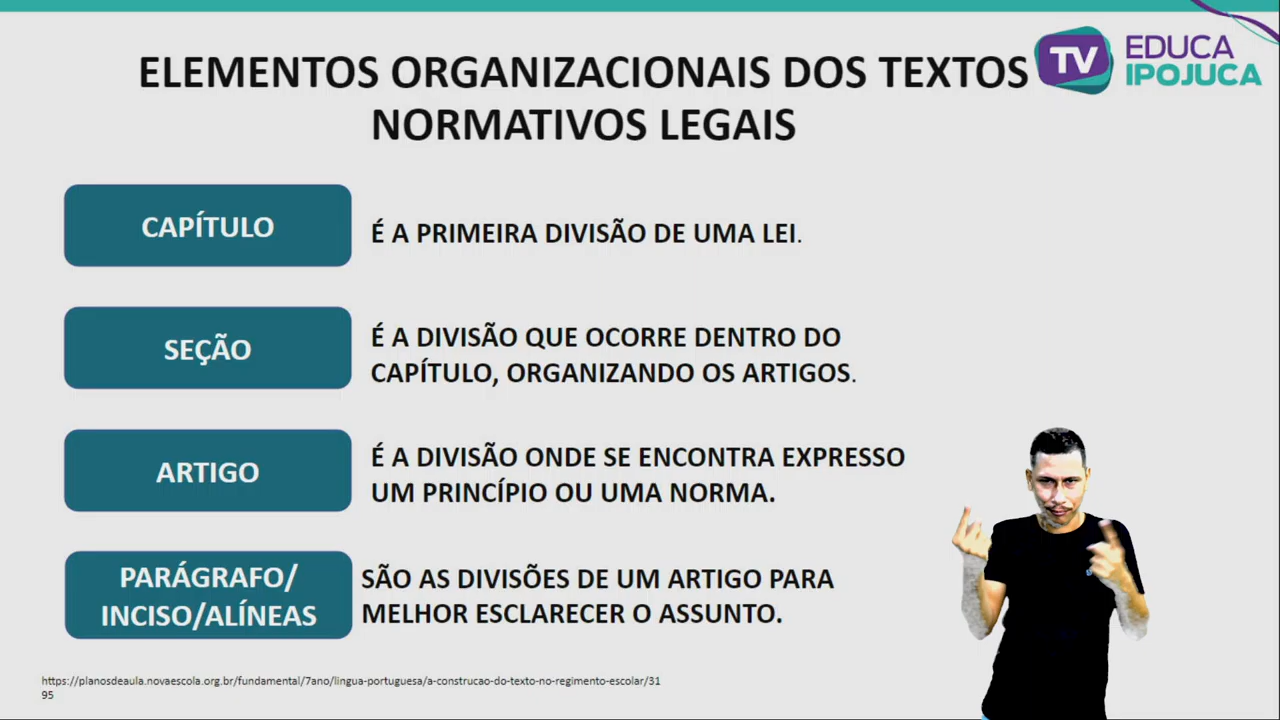 ELEMENTOS ORGANIZACIONAIS DOS TEXTOS
NORMATIVOS LEGAIS
TV EDUCA
IPOJUCA
CAPÍTULO
É A PRIMEIRA DIVISÃO DE UMA LEI.
SEÇÃO
É A DIVISÃO QUE OCORRE DENTRO DO
CAPÍTULO, ORGANIZANDO OS ARTIGOS.
ARTIGO
É A DIVISÃO ONDE SE ENCONTRA EXPRESSO
UM PRINCÍPIO OU UMA NORMA.
PARÁGRAFO/
INCISO/ALÍNEAS
SÃO AS DIVISÕES DE UM ARTIGO PARA
MELHOR ESCLARECER O ASSUNTO.
https://planosdeaula.novaescola.org.br/fundamental/7ano/lingua-portuguesa/a-construcao-do-texto-no-regimento-escolar/31
95